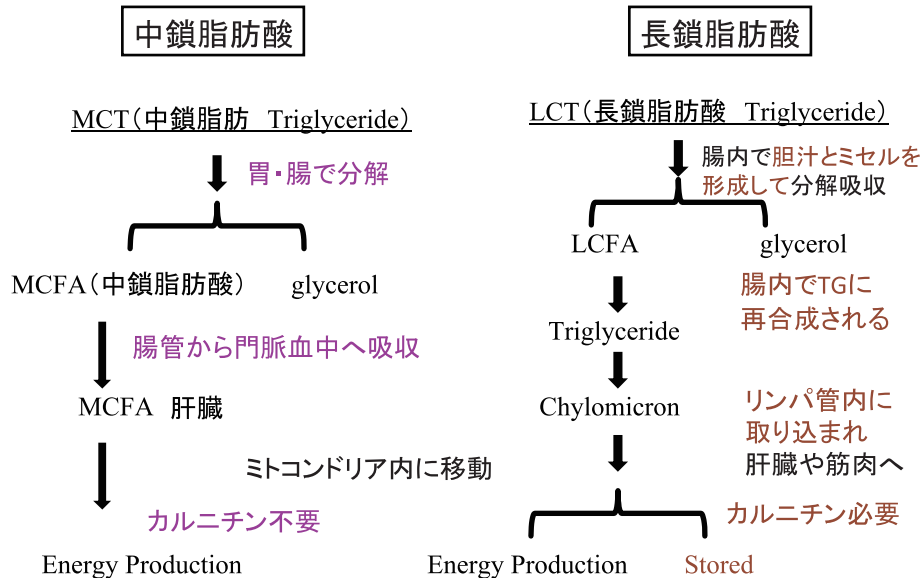 中鎖脂肪酸
MCT(中鎖脂肪 Triglyceride)
胃・腸で分解
MCFA(中鎖脂肪酸) glycerol
腸管から門脈血中へ吸収
MCFA 肝臓
ミトコンドリア内に移動
カルニチン不要
Energy Production
長鎖脂肪酸
LCT(長鎖脂肪酸 Triglyceride)
腸内で胆汁とミセルを
形成して分解吸収
LCFA glycerol
腸内でTGに
再合成される
Triglyceride
Chylomicron
リンパ管内に
取り込まれ
肝臓や筋肉へ
カルニチン必要
Energy Production Stored